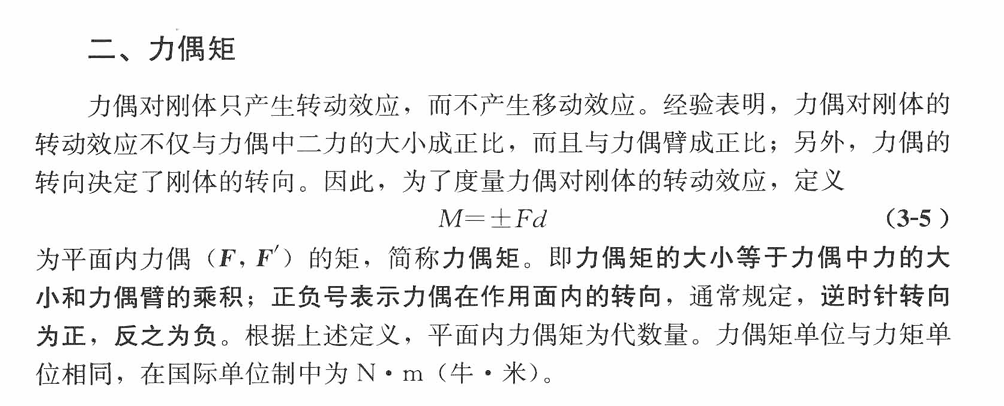 二、力偶矩
力偶对刚体只产生转动效应，而不产生移动效应。经验表明，力偶对刚体的
转动效应不仅与力偶中二力的大小成正比，而且与力偶臂成正比；另外，力偶的
转向决定了刚体的转向。因此，为了度量力偶对刚体的转动效应，定义
M=±Fd （3-5）
为平面内力偶（F，F′）的矩，简称力偶矩。即力偶矩的大小等于力偶中力的大
小和力偶臂的乘积；正负号表示力偶在作用面内的转向，通常规定，逆时针转向
为正，反之为负。根据上述定义，平面内力偶矩为代数量。力偶矩单位与力矩单
位相同，在国际单位制中为 N·m（牛·米）。